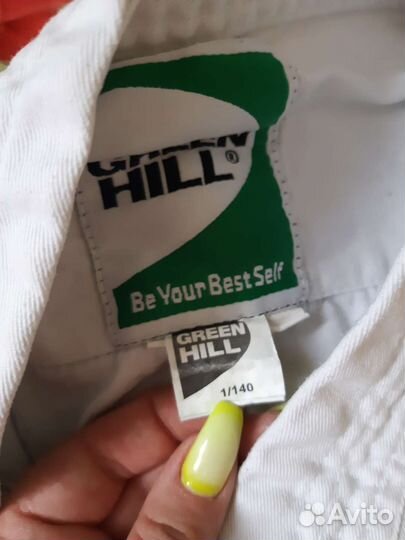 GREEN
HILL®
Be Your Best Self
GREEN
HILL
1/140
Avito